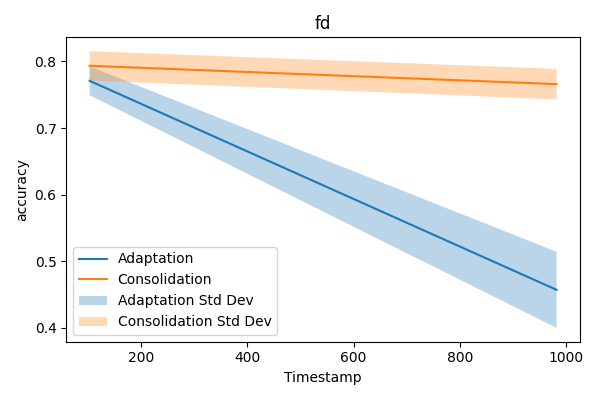 fd
accuracy
0.8
0.7
0.6
0.5
0.4
Adaptation
Consolidation
Adaptation Std Dev
Consolidation Std Dev
200 400 600 800 1000
Timestamp